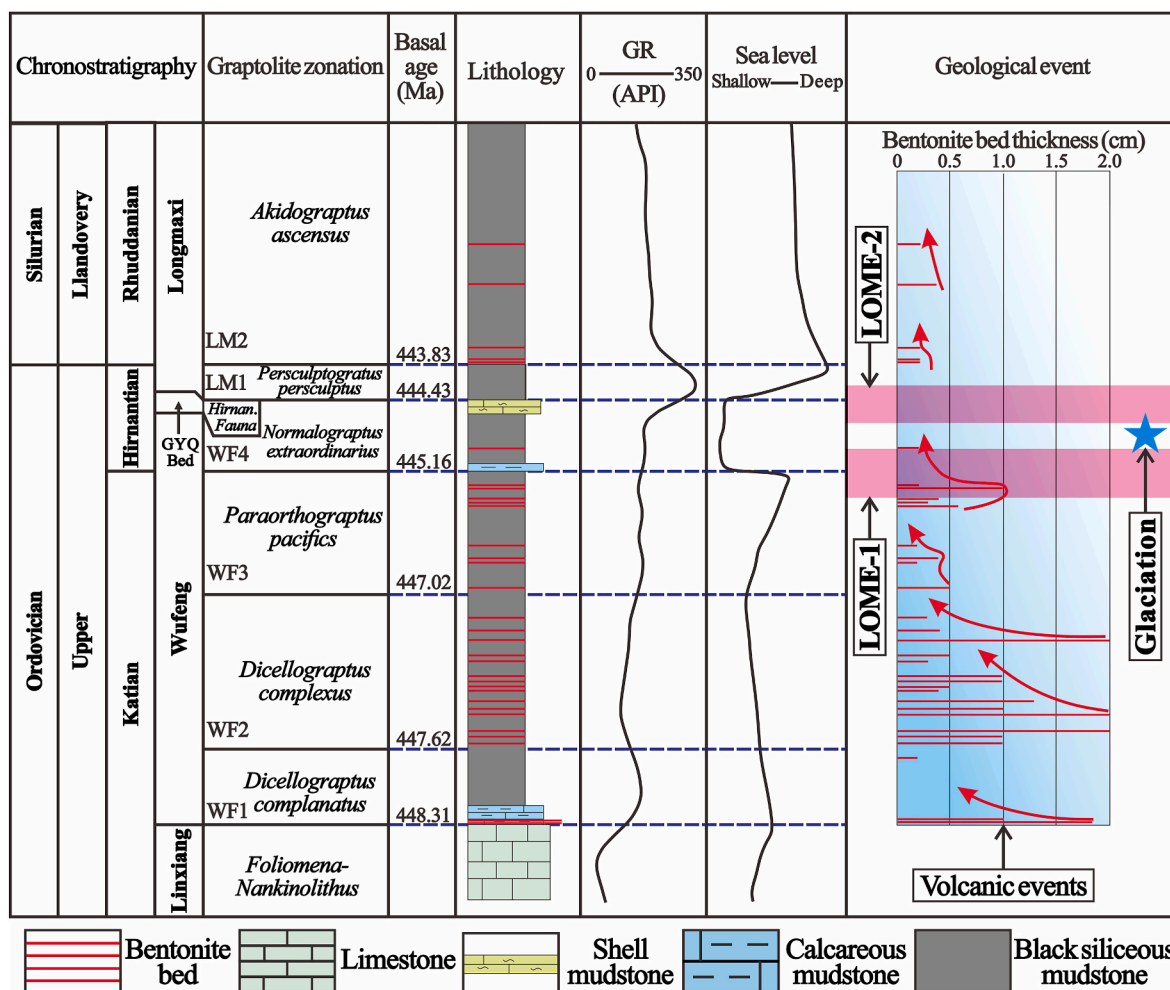 Chronostratigraphy
Graptolite zonation
Basal
age
(Ma)
Lithology
GR
0
350
(API)
Sea level
Shallow
Deep
Geological event
Silurian
Llandovery
Rhuddanian
Longmaxi
Akidograptus
ascensus
LM2
443.83
LM1
Persculptogratus
persculptus
444.43
Hirnantian
GYQ
Bed
Hirnan.
Fauna
Normalograptus
extraordinarius
WF4
445.16
Ordovician
Upper
Katian
Wufeng
Paraorthograptus
pacifics
WF3
447.02
Dicellograptus
complexus
WF2
447.62
Dicellograptus
complanatus
WF1
448.31
Linxiang
Foliomena-
Nankinolithus
Bentonite bed thickness (cm)
0 0.5 1.0 1.5 2.0
LOME-2
LOME-1
Glaciation
Volcanic events
Bentonite
bed
Limestone
Shell
mudstone
Calcareous
mudstone
Black siliceous
mudstone